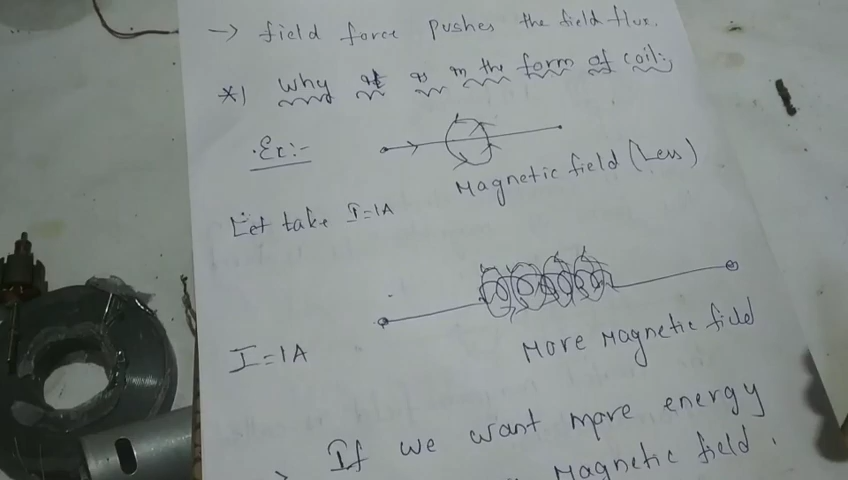 → field force pushes the field flux.
*) Why is in the form of coil:
Ex:-
Magnetic field (Less)
Let take I=1A
I=1A
More Magnetic field
If we want more energy
Magnetic field.